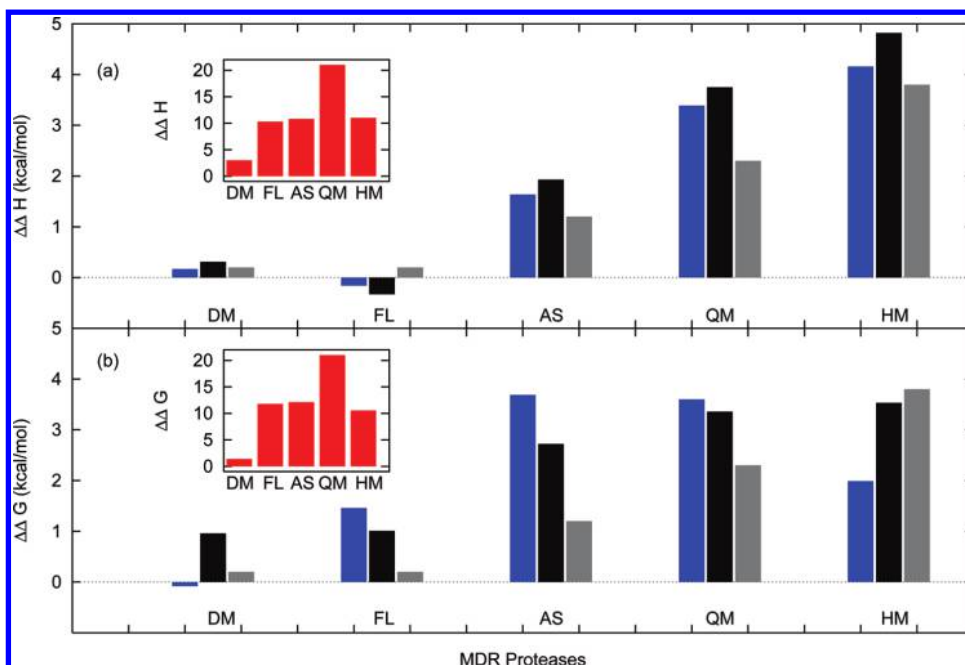 5
4
3
2
1
0
ΔΔ H (kcal/mol)
(a)
20
15
10
5
0
ΔΔ H
DM FL AS QM HM
DM FL AS QM HM
5
4
3
2
1
0
ΔΔ G (kcal/mol)
(b)
20
15
10
5
0
ΔΔ G
DM FL AS QM HM
DM FL AS QM HM
MDR Proteases